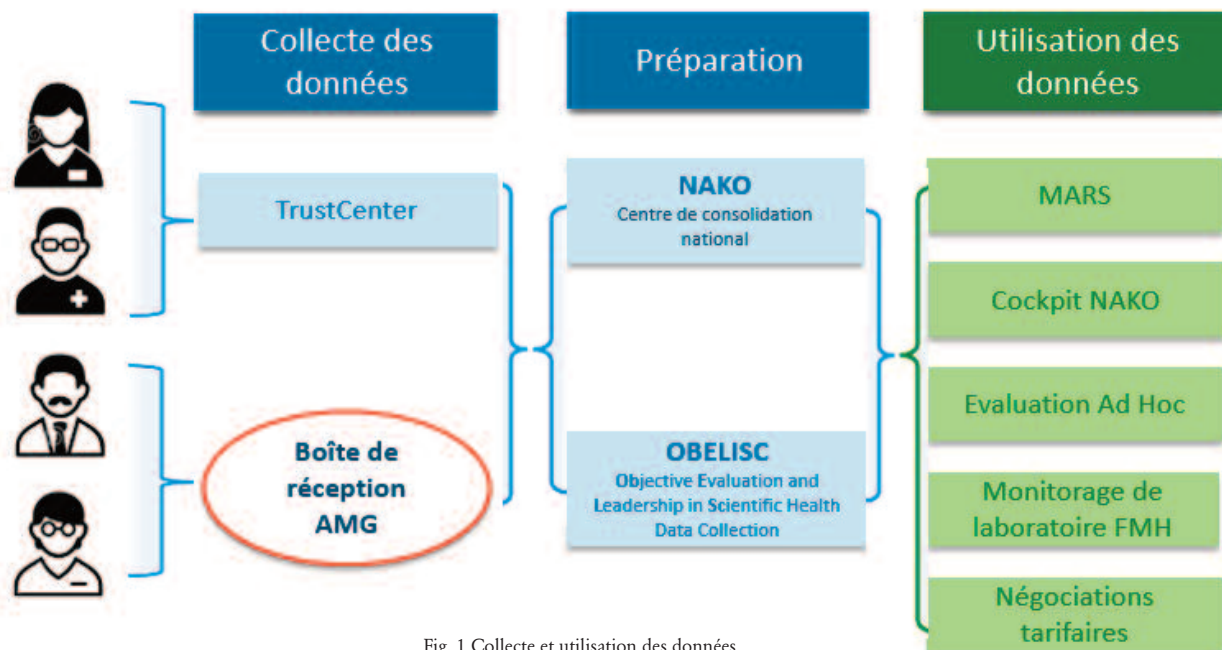 Collecte des
données
Préparation
Utilisation des
données
TrustCenter
NAKO
Centre de consolidation
national
MARS
Cockpit NAKO
Evaluation Ad Hoc
Boîte de
réception
AMG
OBELISC
Objective Evaluation and
Leadership in Scientific Health
Data Collection
Monitorage de
laboratoire FMH
Négociations
tarifaires
Fig. 1 Collecte et utilisation des données